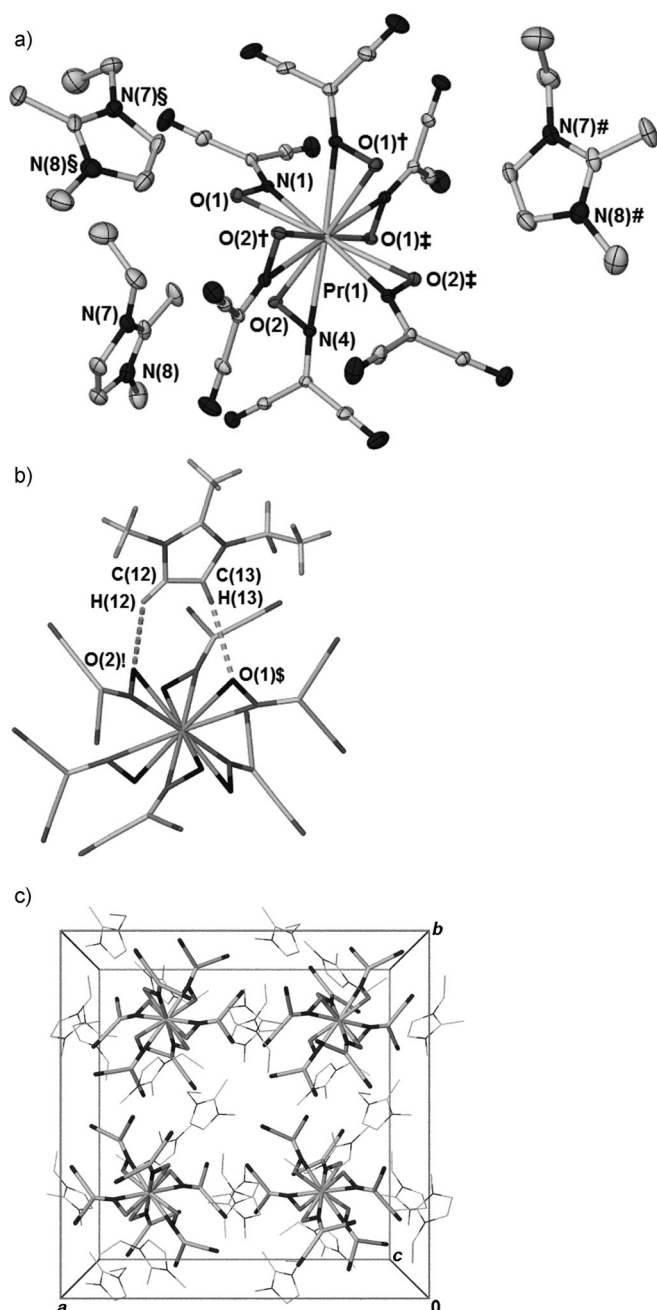 a)
N(7)§
N(8)§
N(7)
N(8)
O(1)
N(1)
O(1)†
O(2)†
O(1)‡
O(2)‡
Pr(1)
O(2)
N(4)
N(7)#
N(8)#
b)
C(12)
C(13)
H(12)
H(13)
O(2)!
O(1)$
c)
b
c
a
0